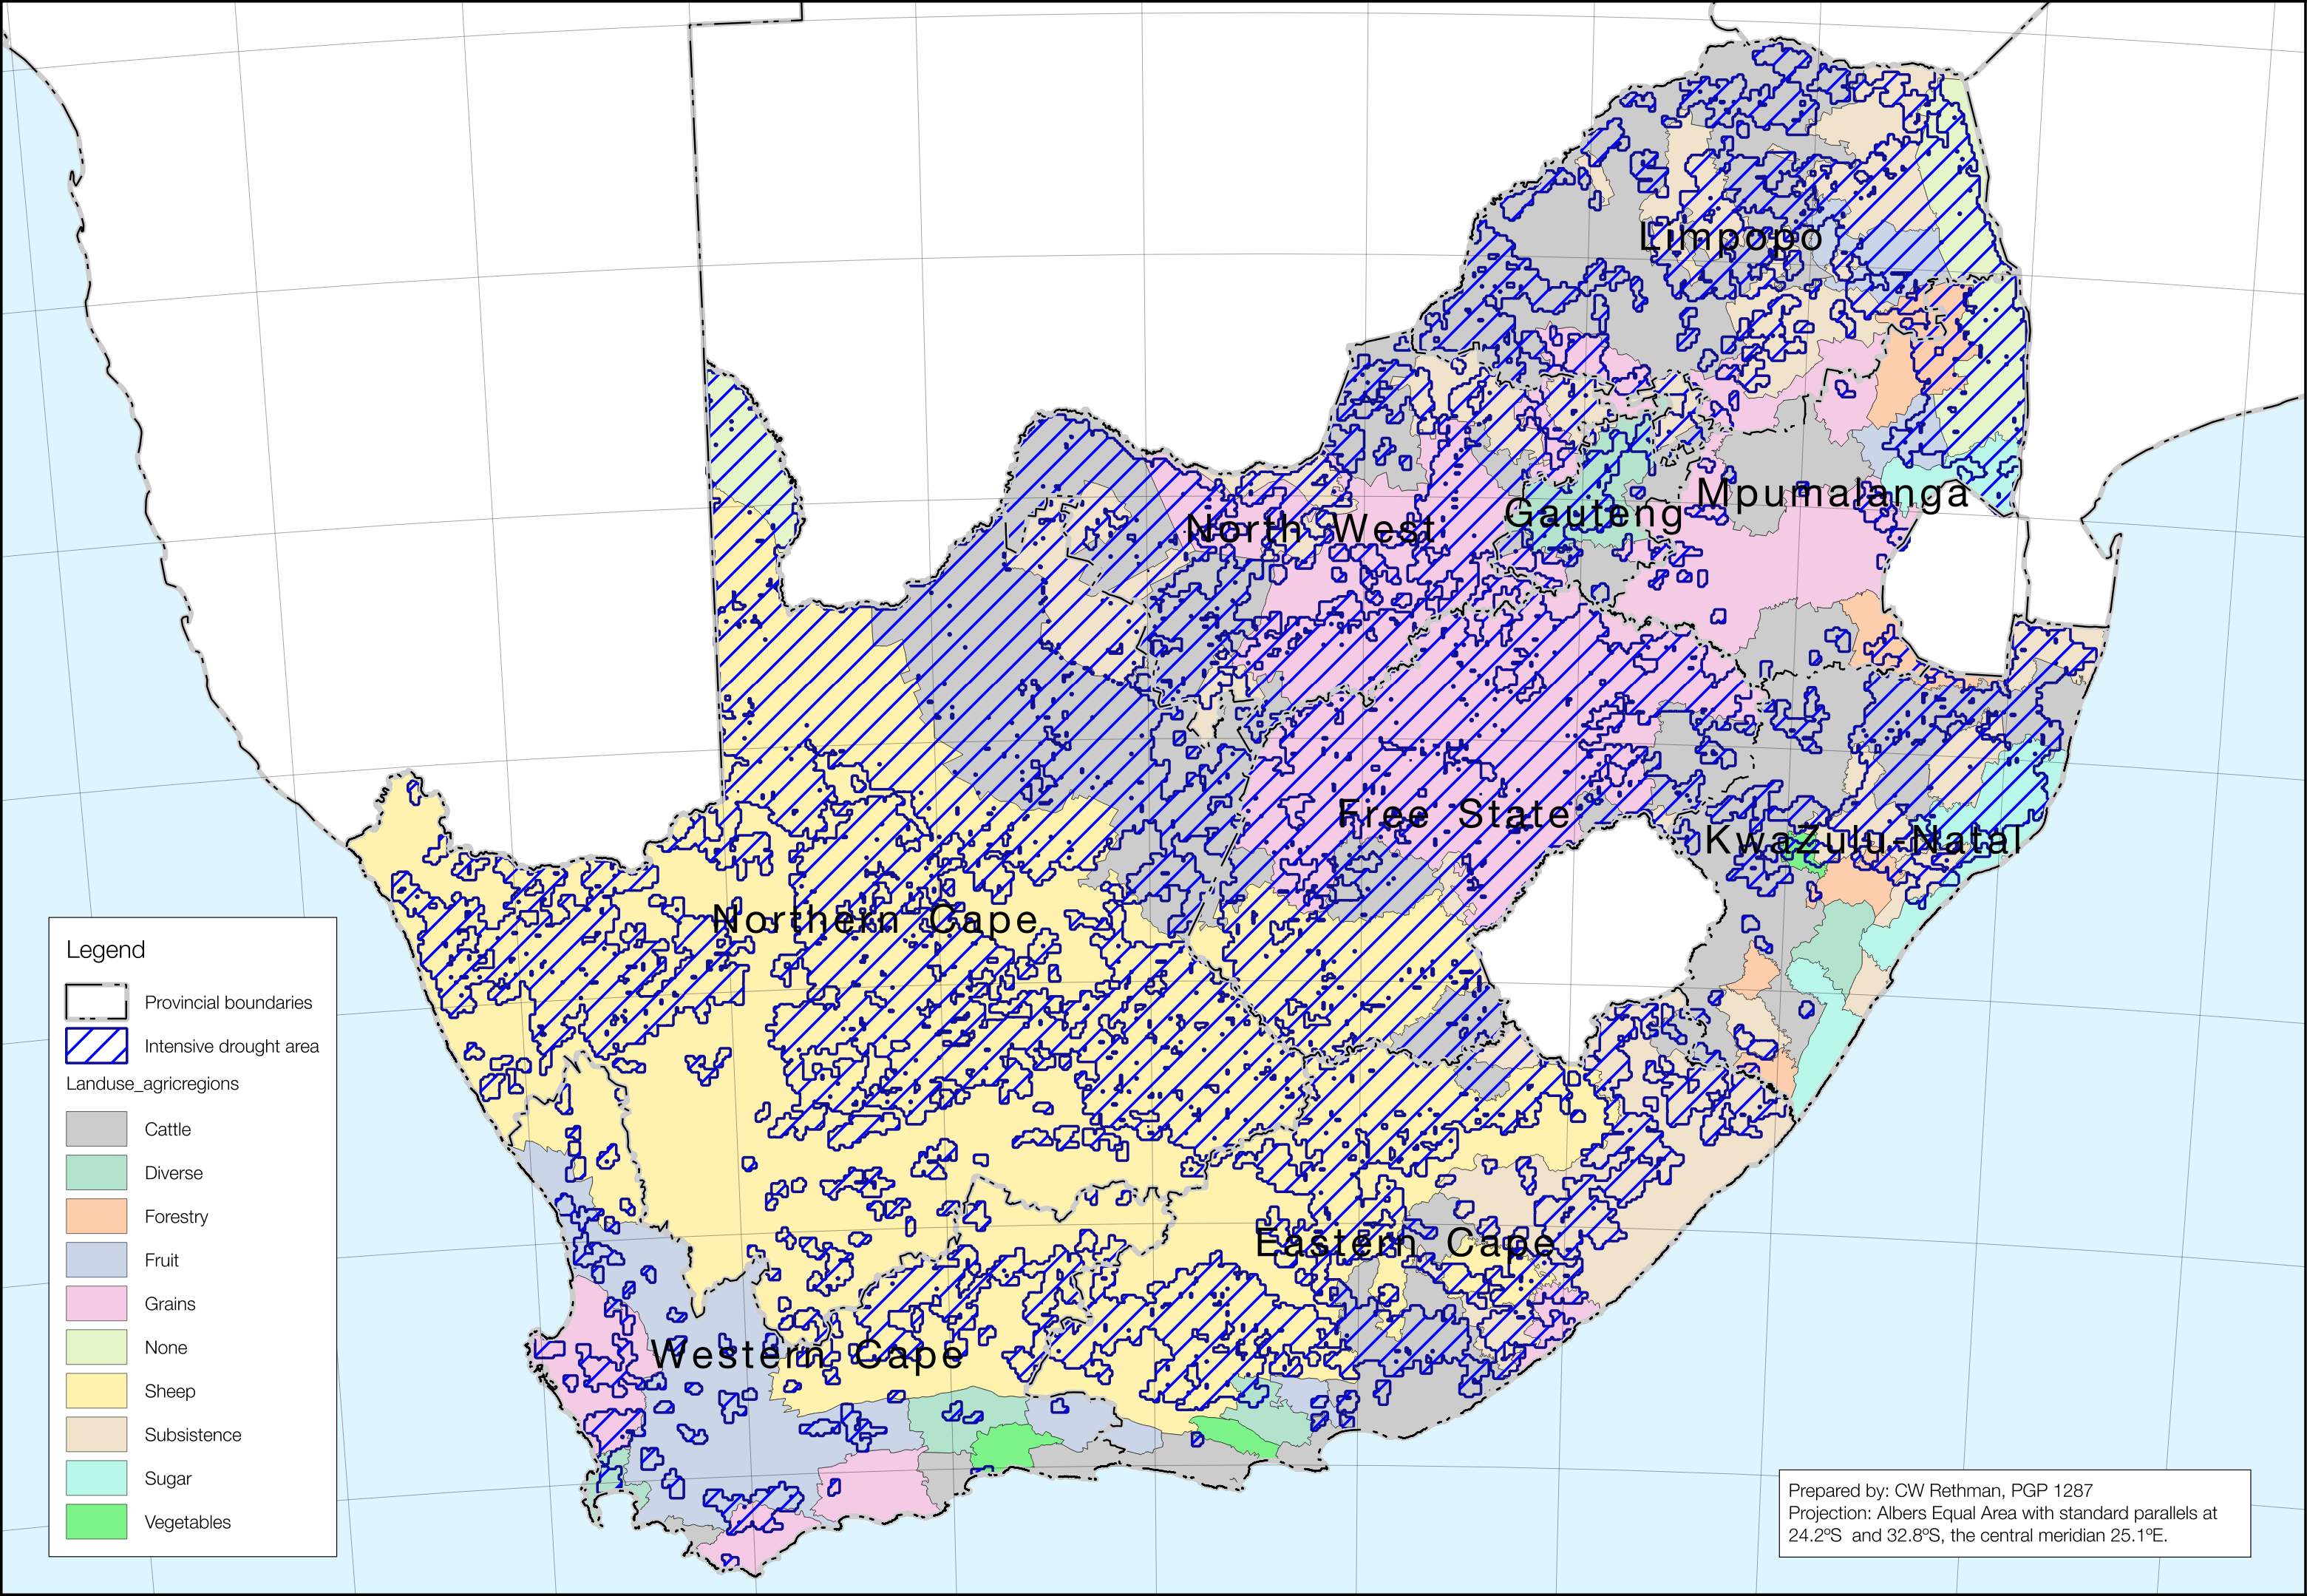 Limpopo
Mpumalanga
Gauteng
North West
Free State
KwaZulu-Natal
Northern Cape
Eastern Cape
Western Cape
Legend
Provincial boundaries
Intensive drought area
Landuse_agricregions
Cattle
Diverse
Forestry
Fruit
Grains
None
Sheep
Subsistence
Sugar
Vegetables
Prepared by: CW Rethman, PGP 1287
Projection: Albers Equal Area with standard parallels at
24.2ºS and 32.8ºS, the central meridian 25.1ºE.